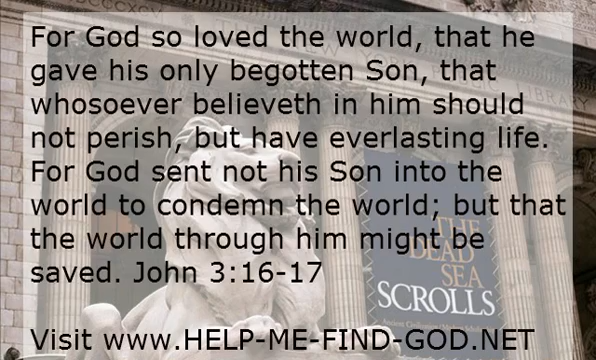 For God so loved the world, that he
gave his only begotten Son, that
whosoever believeth in him should
not perish, but have everlasting life.
For God sent not his Son into the
world to condemn the world; but that
the world through him might be
saved. John 3:16-17
Visit www.HELP-ME-FIND-GOD.NET
THE
DEAD
SEA
SCROLLS